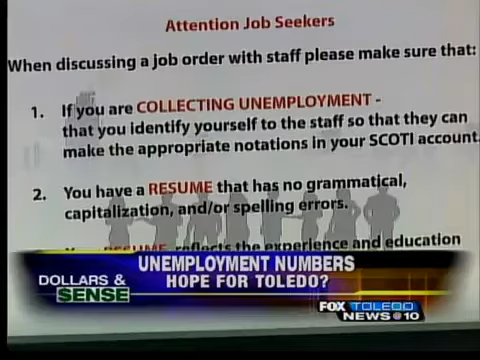 Attention Job Seekers
When discussing a job order with staff please make sure that:
1. If you are COLLECTING UNEMPLOYMENT -
that you identify yourself to the staff so that they can
make the appropriate notations in your SCOTI account.
2. You have a RESUME that has no grammatical,
capitalization, and/or spelling errors.
RESUME reflects the experience and education
UNEMPLOYMENT NUMBERS
HOPE FOR TOLEDO?
DOLLARS &
SENSE
FOX TOLEDO
NEWS @ 10